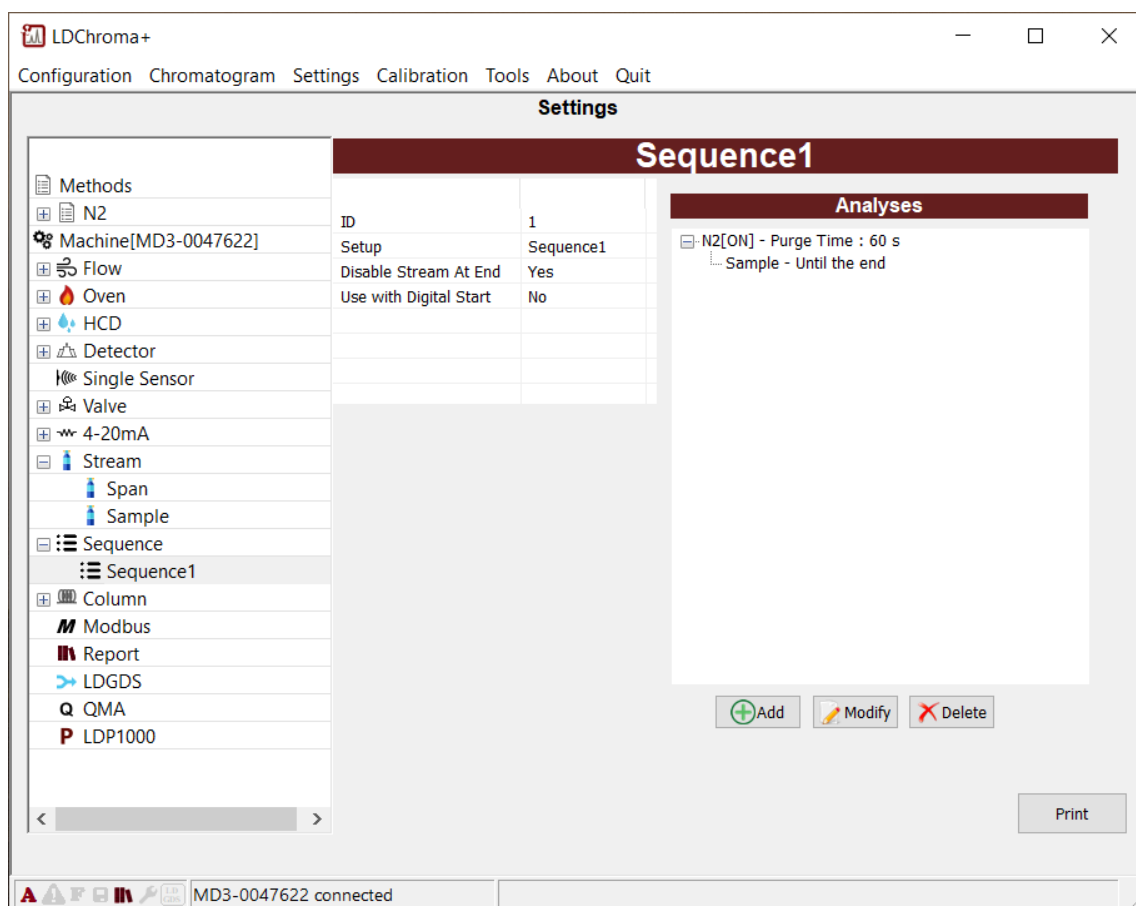 LDChroma+
Configuration Chromatogram Settings Calibration Tools About Quit
Settings
Methods
N2
Machine[MD3-0047622]
Flow
Oven
HCD
Detector
Single Sensor
Valve
4-20mA
Stream
Span
Sample
Sequence
Sequence1
Column
M Modbus
Report
LDGDS
Q QMA
P LDP1000
Sequence1
ID 1
Setup Sequence1
Disable Stream At End Yes
Use with Digital Start No
Analyses
N2[ON] - Purge Time : 60 s
Sample - Until the end
Add Modify Delete
Print
A F LD GDS MD3-0047622 connected